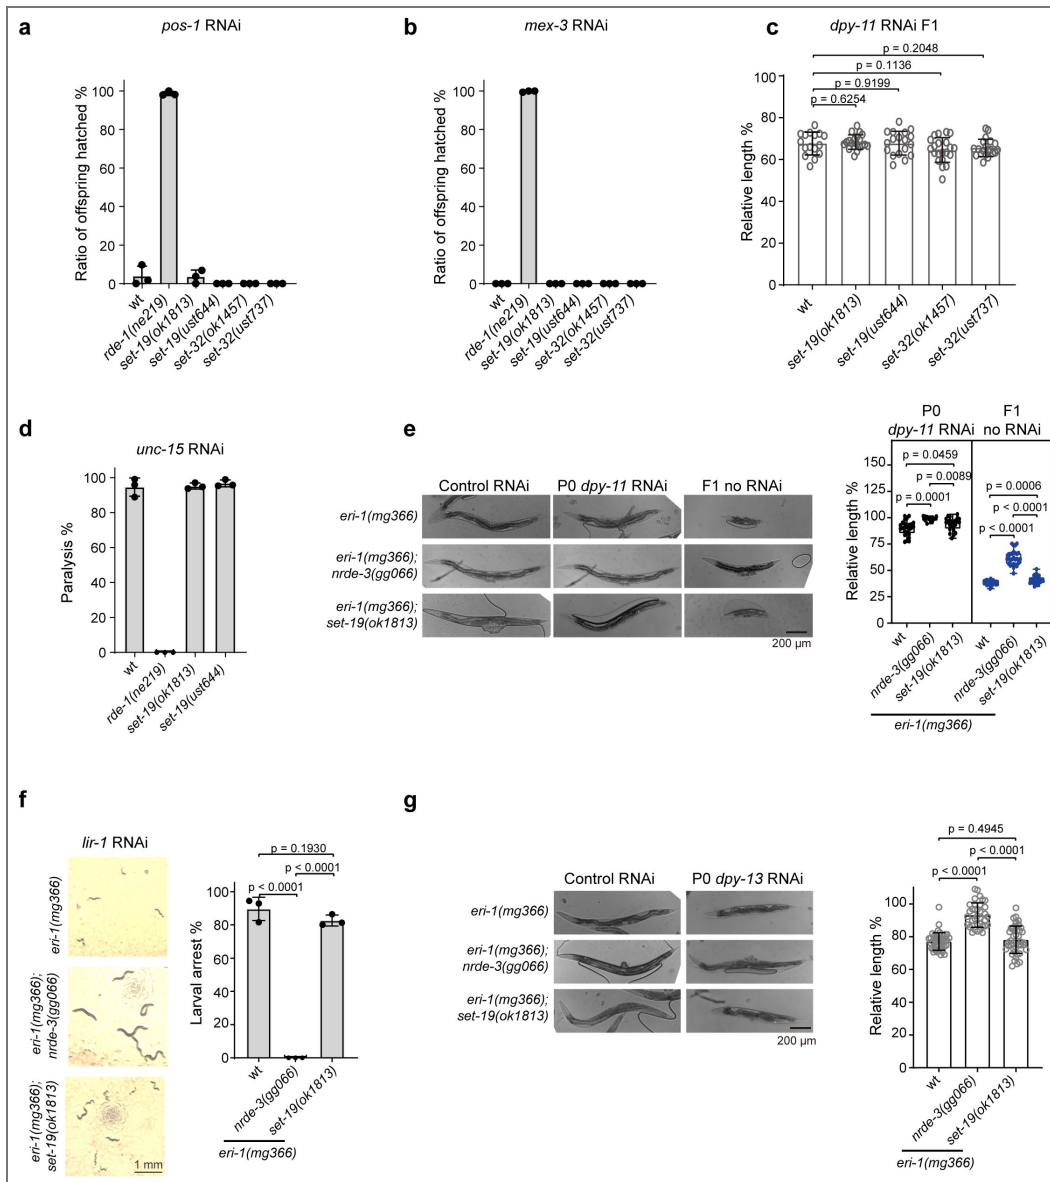 a
pos-1 RNAi
Ratio of offspring hatched %
100
80
60
40
20
0
wt
rde-1(ne219)
set-19(ok1813)
set-19(ust644)
set-32(ok1457)
set-32(ust737)
b
mex-3 RNAi
Ratio of offspring hatched %
100
80
60
40
20
0
wt
rde-1(ne219)
set-19(ok1813)
set-19(ust644)
set-32(ok1457)
set-32(ust737)
c
dpy-11 RNAi F1
p = 0.2048
p = 0.1136
p = 0.9199
p = 0.6254
Relative length %
100
80
60
40
20
0
wt
set-19(ok1813)
set-19(ust644)
set-32(ok1457)
set-32(ust737)
d
unc-15 RNAi
Paralysis %
100
80
60
40
20
0
wt
rde-1(ne219)
set-19(ok1813)
set-19(ust644)
e
Control RNAi
P0 dpy-11 RNAi
F1 no RNAi
eri-1(mg366)
eri-1(mg366);
nrde-3(gg066)
eri-1(mg366);
set-19(ok1813)
200 µm
P0
dpy-11 RNAi
F1
no RNAi
p = 0.0459
p = 0.0089
p = 0.0001
p = 0.0006
p < 0.0001
p < 0.0001
Relative length %
150
125
100
75
50
25
0
wt
nrde-3(gg066)
set-19(ok1813)
wt
nrde-3(gg066)
set-19(ok1813)
eri-1(mg366)
f
lir-1 RNAi
eri-1(mg366)
eri-1(mg366);
nrde-3(gg066)
eri-1(mg366);
set-19(ok1813)
1 mm
p = 0.1930
p < 0.0001
p < 0.0001
Larval arrest %
100
80
60
40
20
0
wt
nrde-3(gg066)
set-19(ok1813)
eri-1(mg366)
g
Control RNAi
P0 dpy-13 RNAi
eri-1(mg366)
eri-1(mg366);
nrde-3(gg066)
eri-1(mg366);
set-19(ok1813)
200 µm
p = 0.4945
p < 0.0001
p < 0.0001
Relative length %
100
80
60
40
20
0
wt
nrde-3(gg066)
set-19(ok1813)
eri-1(mg366)